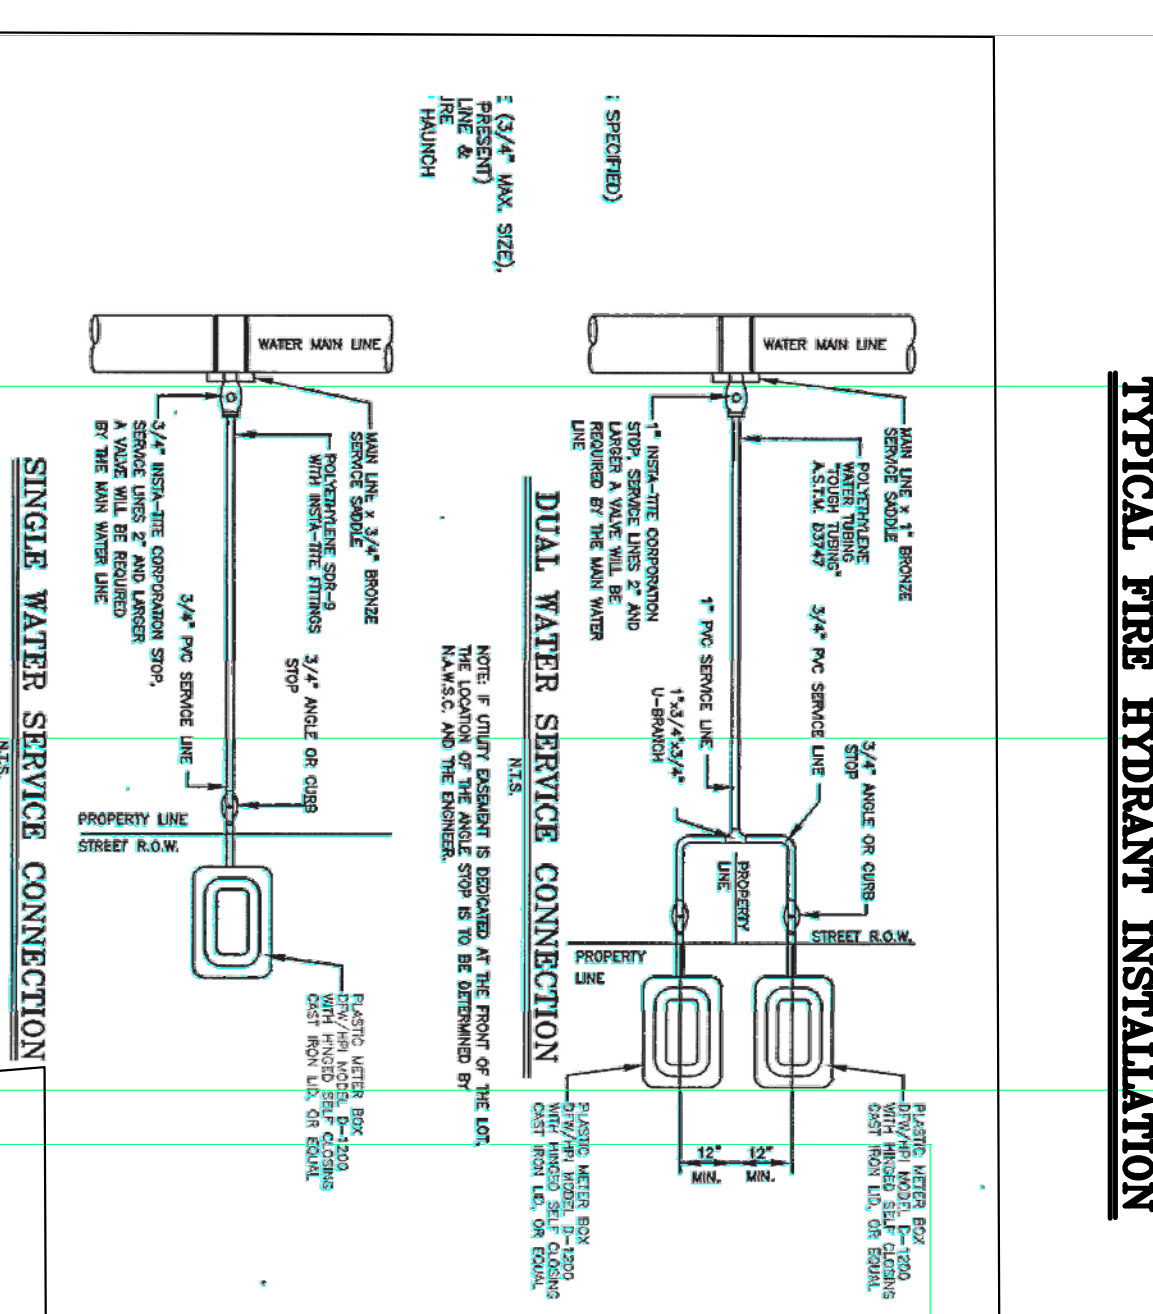 TYPICAL FIRE HYDRANT INSTALLATION
SPECIFIED)
(3/4" MAX. SIZE),
PRESENT)
LINE &
HAUNCH
WATER MAIN LINE
MAIN LINE x 1" BRONZE
SERVICE SADDLE
POLYETHYLENE
WATER TUBING
"TOUGH TUBING"
A.S.T.M. D3747
3/4" PVC SERVICE LINE
3/4" ANGLE OR CURB
STOP
1" INSTA-TITE CORPORATION
STOP, SERVICE LINES 2" AND
LARGER A VALVE WILL BE
REQUIRED BY THE MAIN WATER
LINE
1" PVC SERVICE LINE
1"x3/4"x3/4"
U-BRANCH
PROPERTY
LINE
STREET R.O.W.
PROPERTY
LINE
PLASTIC METER BOX
DFW/HPI MODEL D-1200
WITH HINGED SELF CLOSING
CAST IRON LID, OR EQUAL
12" 12"
MIN. MIN.
PLASTIC METER BOX
DFW/HPI MODEL D-1200
WITH HINGED SELF CLOSING
CAST IRON LID, OR EQUAL
DUAL WATER SERVICE CONNECTION
N.T.S.
NOTE: IF UTILITY EASEMENT IS DEDICATED AT THE FRONT OF THE LOT,
THE LOCATION OF THE ANGLE STOP IS TO BE DETERMINED BY
N.A.W.S.C. AND THE ENGINEER.
WATER MAIN LINE
MAIN LINE x 3/4" BRONZE
SERVICE SADDLE
POLYETHYLENE SDR-9
WITH INSTA-TITE FITTINGS
3/4" ANGLE OR CURB
STOP
3/4" INSTA-TITE CORPORATION STOP,
SERVICE LINES 2" AND LARGER
A VALVE WILL BE REQUIRED
BY THE MAIN WATER LINE
3/4" PVC SERVICE LINE
PROPERTY LINE
STREET R.O.W.
PLASTIC METER BOX
DFW/HPI MODEL D-1200
WITH HINGED SELF CLOSING
CAST IRON LID, OR EQUAL
SINGLE WATER SERVICE CONNECTION
N.T.S.